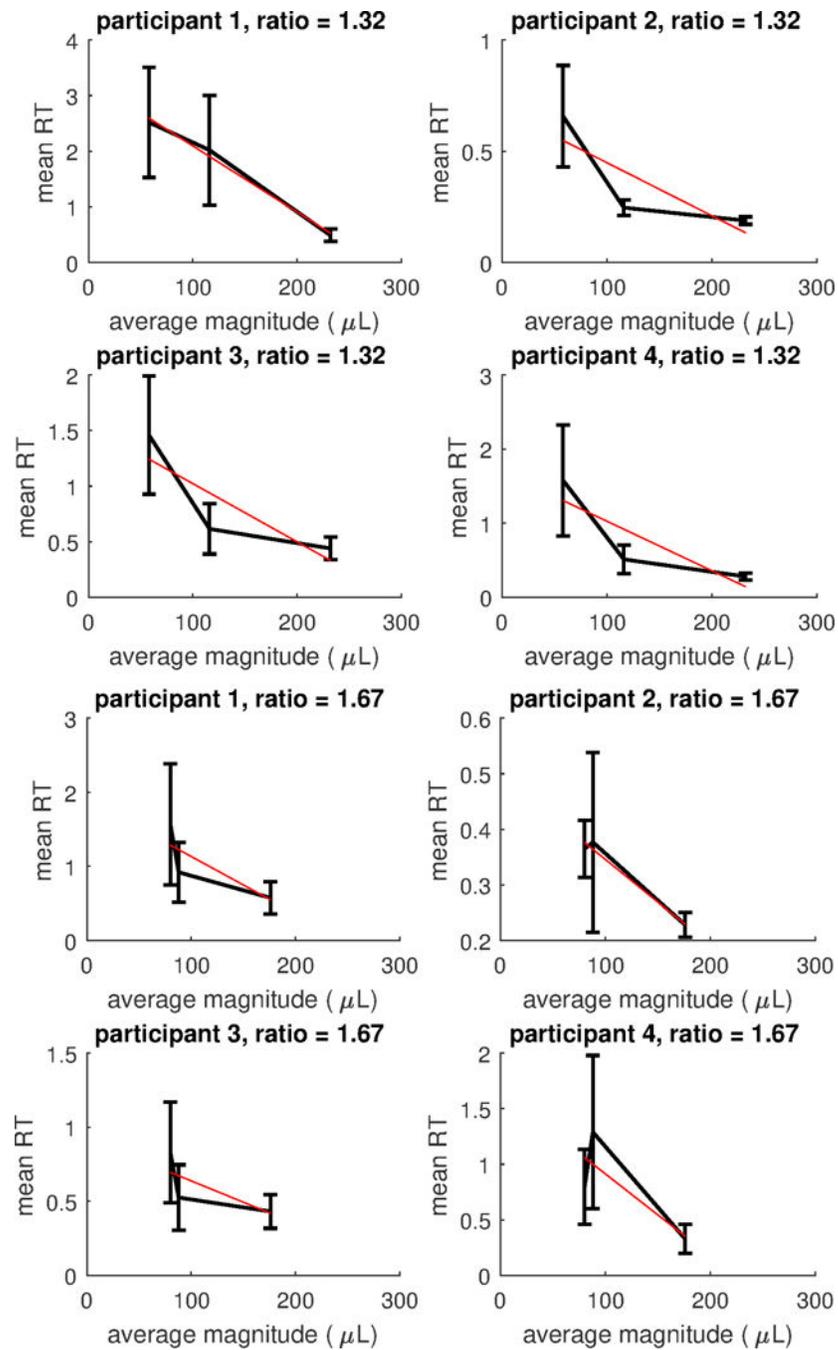 participant 1, ratio = 1.32
4
3
2
1
0
mean RT
0 100 200 300
average magnitude ( μL)
participant 2, ratio = 1.32
1
0.5
0
mean RT
0 100 200 300
average magnitude ( μL)
participant 3, ratio = 1.32
2
1.5
1
0.5
0
mean RT
0 100 200 300
average magnitude ( μL)
participant 4, ratio = 1.32
3
2
1
0
mean RT
0 100 200 300
average magnitude ( μL)
participant 1, ratio = 1.67
3
2
1
0
mean RT
0 100 200 300
average magnitude ( μL)
participant 2, ratio = 1.67
0.6
0.5
0.4
0.3
0.2
mean RT
0 100 200 300
average magnitude ( μL)
participant 3, ratio = 1.67
1.5
1
0.5
0
mean RT
0 100 200 300
average magnitude ( μL)
participant 4, ratio = 1.67
2
1.5
1
0.5
0
mean RT
0 100 200 300
average magnitude ( μL)